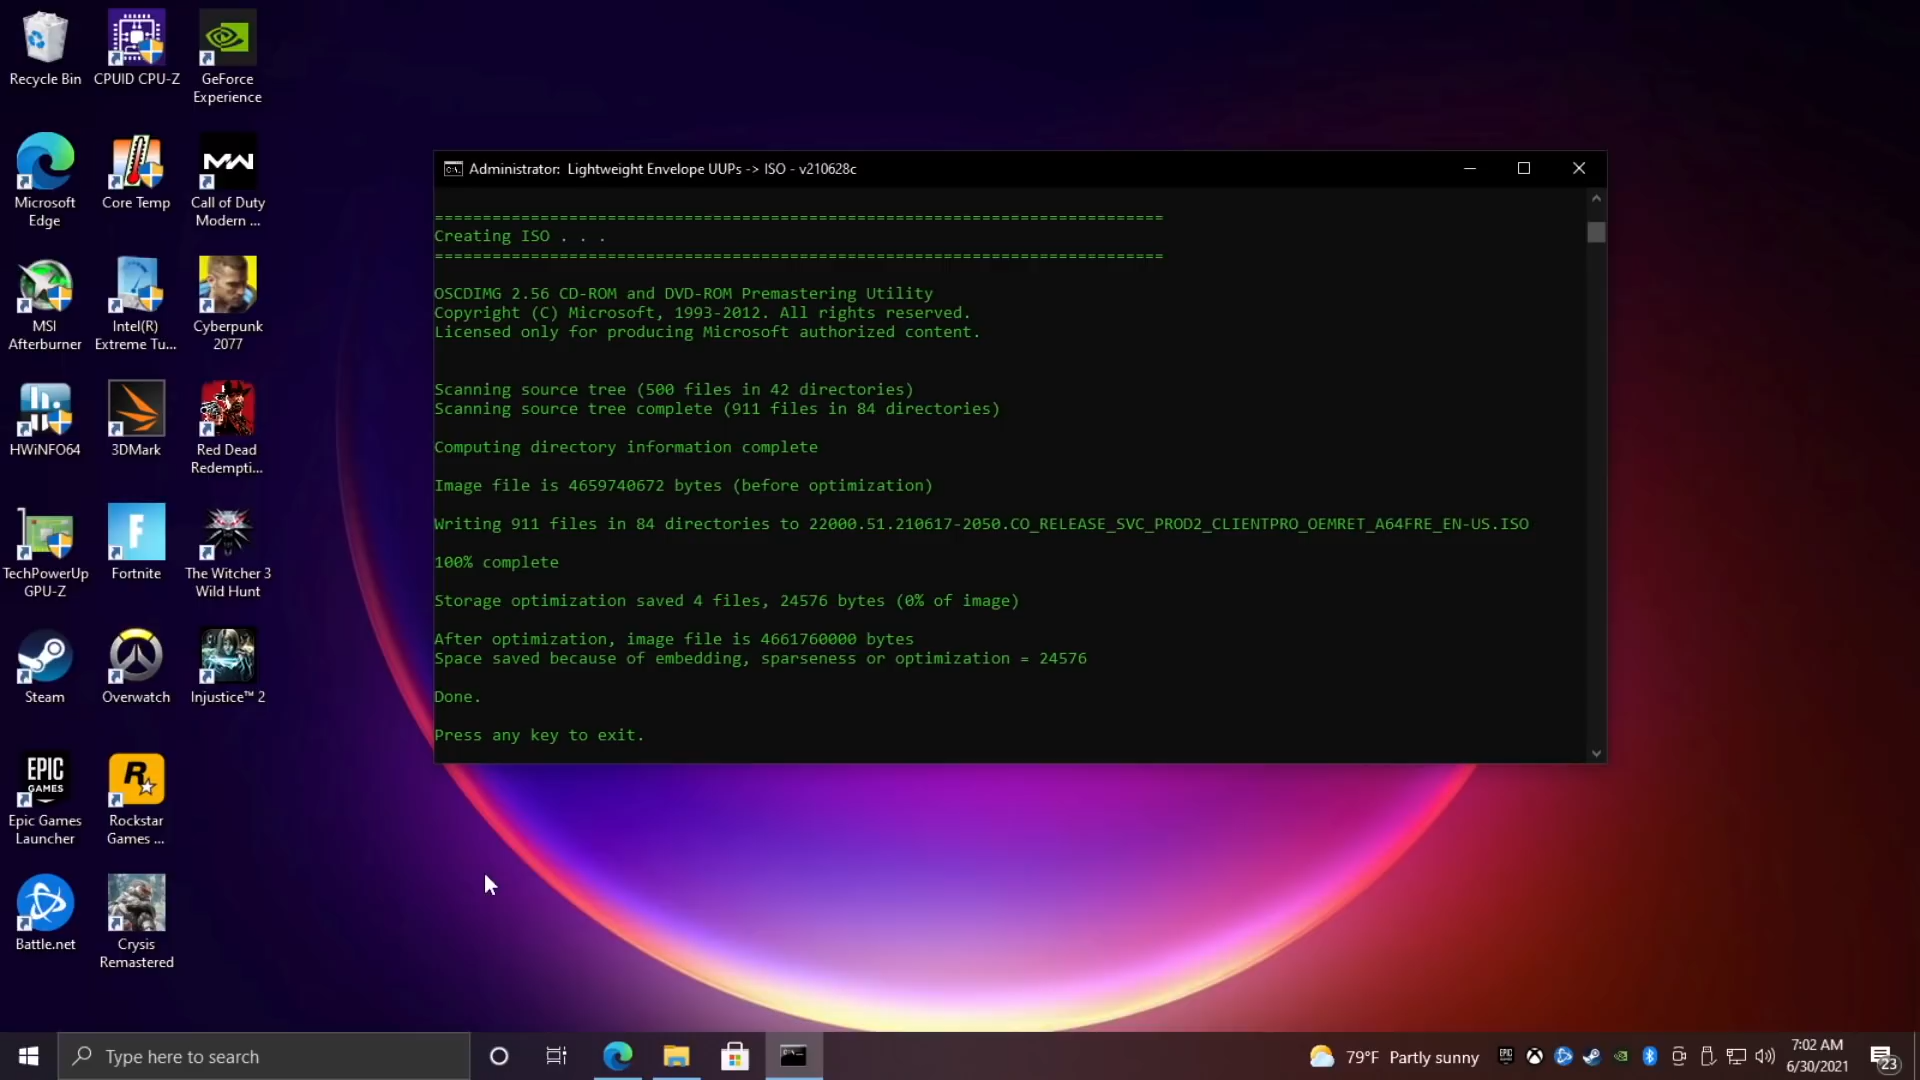 Recycle Bin
CPUID CPU-Z
GeForce
Experience
Microsoft
Edge
Core Temp
Call of Duty
Modern ...
MSI
Afterburner
Intel(R)
Extreme Tu...
Cyberpunk
2077
HWiNFO64
3DMark
Red Dead
Redempti...
TechPowerUp
GPU-Z
Fortnite
The Witcher 3
Wild Hunt
Steam
Overwatch
Injustice™ 2
EPIC
GAMES
Epic Games
Launcher
Rockstar
Games ...
Battle.net
Crysis
Remastered
Administrator:  Lightweight Envelope UUPs -> ISO - v210628c
============================================================================
Creating ISO . . .
============================================================================
OSCDIMG 2.56 CD-ROM and DVD-ROM Premastering Utility
Copyright (C) Microsoft, 1993-2012. All rights reserved.
Licensed only for producing Microsoft authorized content.
Scanning source tree (500 files in 42 directories)
Scanning source tree complete (911 files in 84 directories)
Computing directory information complete
Image file is 4659740672 bytes (before optimization)
Writing 911 files in 84 directories to 22000.51.210617-2050.CO_RELEASE_SVC_PROD2_CLIENTPRO_OEMRET_A64FRE_EN-US.ISO
100% complete
Storage optimization saved 4 files, 24576 bytes (0% of image)
After optimization, image file is 4661760000 bytes
Space saved because of embedding, sparseness or optimization = 24576
Done.
Press any key to exit.
Type here to search
79°F Partly sunny
7:02 AM
6/30/2021
23